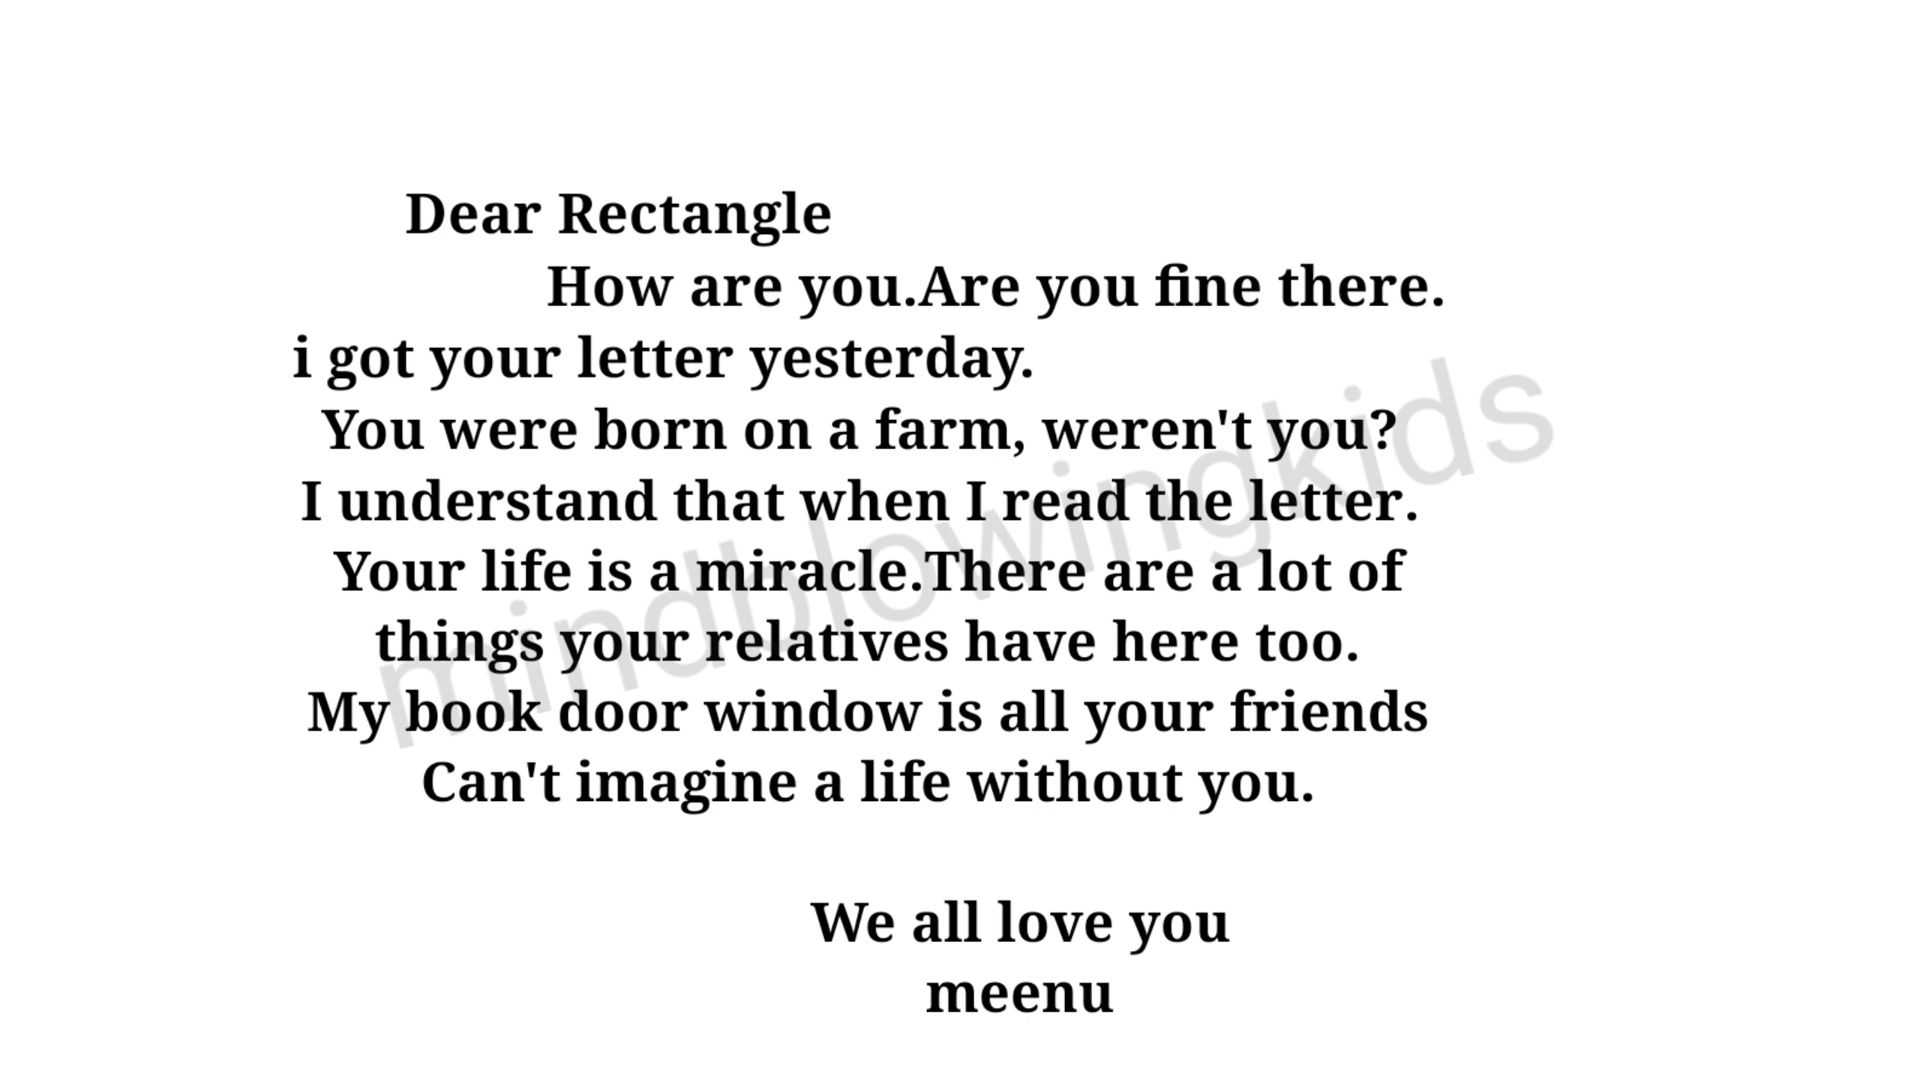 Dear Rectangle
How are you.Are you fine there.
i got your letter yesterday.
You were born on a farm, weren't you?
I understand that when I read the letter.
Your life is a miracle.There are a lot of
things your relatives have here too.
My book door window is all your friends
Can't imagine a life without you.
We all love you
meenu
mindblowingkids